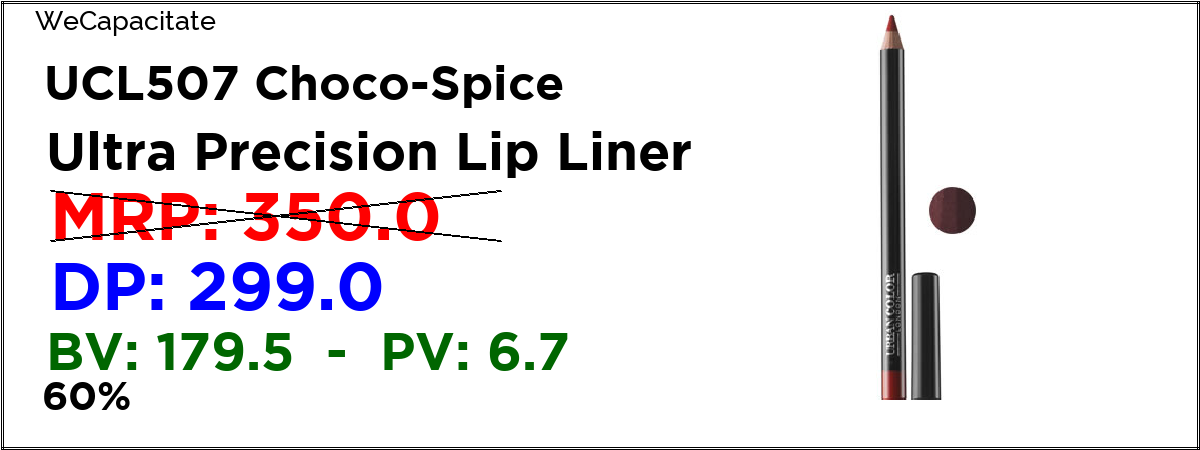 WeCapacitate
UCL507 Choco-Spice
Ultra Precision Lip Liner
MRP: 350.0
DP: 299.0
BV: 179.5 - PV: 6.7
60%
URBAN COLOR
LONDON